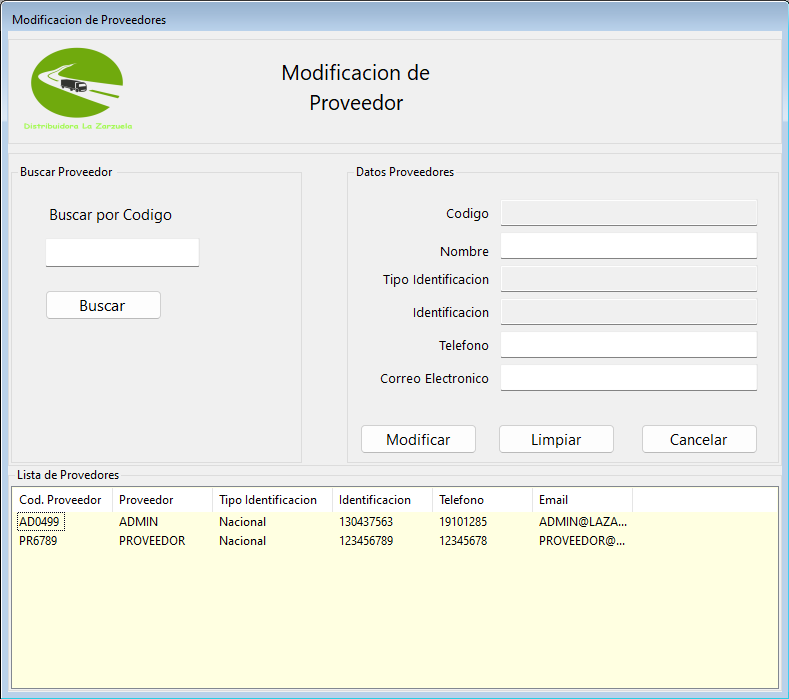 Modificacion de Proveedores
Distribuidora La Zarzuela
Modificacion de
Proveedor
Buscar Proveedor
Buscar por Codigo
Buscar
Datos Proveedores
Codigo
Nombre
Tipo Identificacion
Identificacion
Telefono
Correo Electronico
Modificar Limpiar Cancelar
Lista de Provedores
Cod. Proveedor Proveedor Tipo Identificacion Identificacion Telefono Email
AD0499 ADMIN Nacional 130437563 19101285 ADMIN@LAZA...
PR6789 PROVEEDOR Nacional 123456789 12345678 PROVEEDOR@...